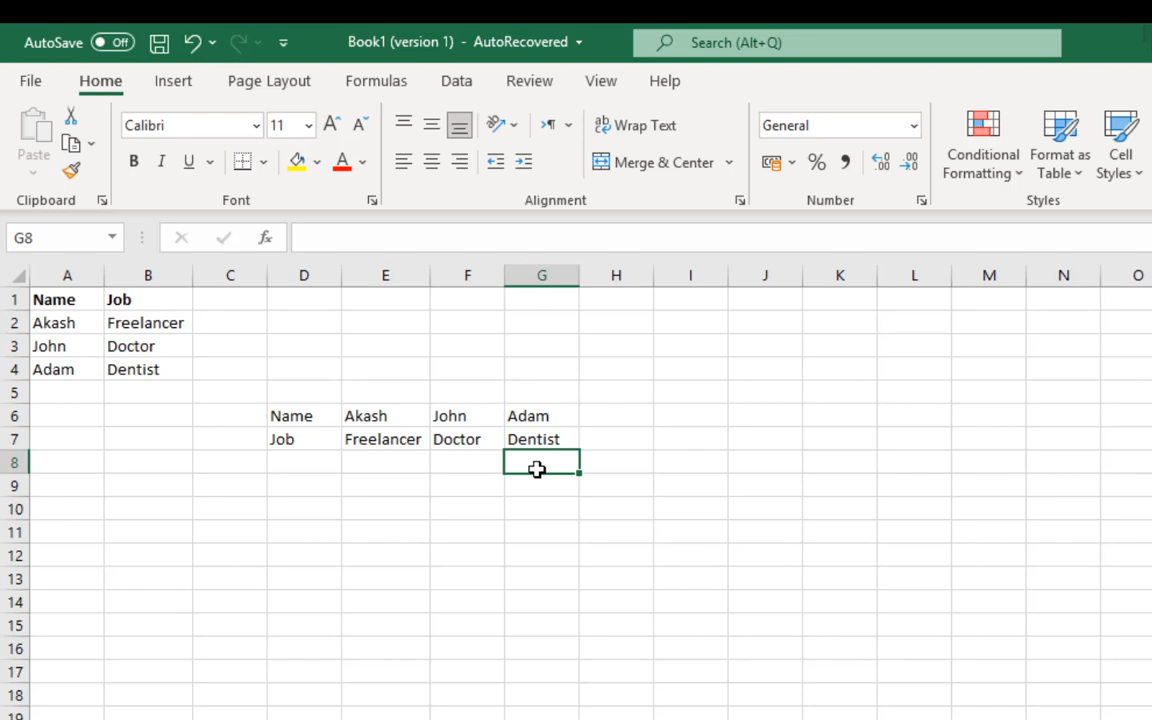 AutoSave Off Book1 (version 1) - AutoRecovered Search (Alt+Q)
File Home Insert Page Layout Formulas Data Review View Help
Paste Calibri 11 A A ab Wrap Text General Conditional Formatting Format as Table Cell Styles
B I U A Merge & Center % , .00
Clipboard Font Alignment Number Styles
G8 fx
A B C D E F G H I J K L M N O
1 Name Job
2 Akash Freelancer
3 John Doctor
4 Adam Dentist
5
6 Name Akash John Adam
7 Job Freelancer Doctor Dentist
8
9
10
11
12
13
14
15
16
17
18
19